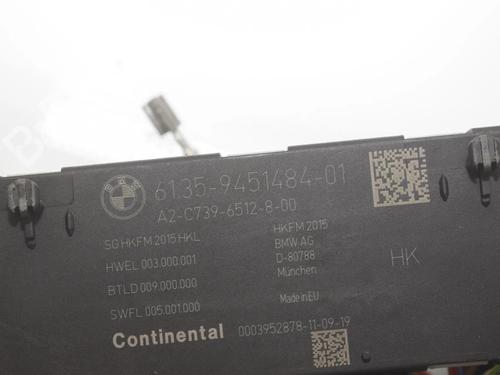 BMW
6135-9451484-01
A2-C739-6512-8-00
SG HKFM 2015 HKL
HWEL 003.000.001
BTLD 009.000.000
SWFL 005.001.000
HKFM 2015
BMW AG
D-80788
München
Made in EU
HK
Continental
0003952878-11-09-19